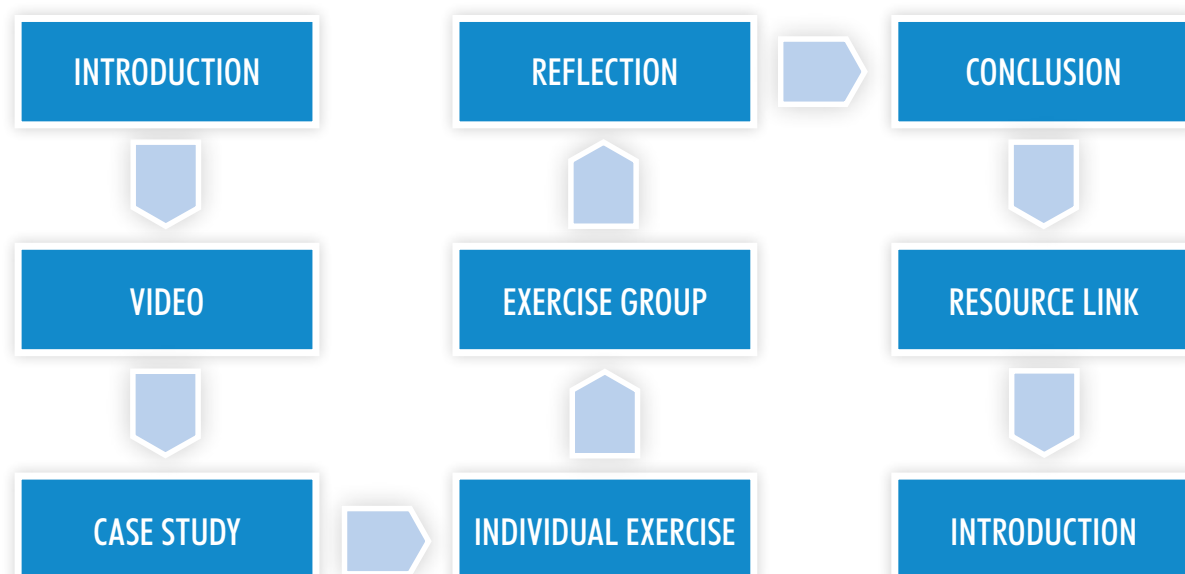 INTRODUCTION
VIDEO
CASE STUDY
INDIVIDUAL EXERCISE
EXERCISE GROUP
REFLECTION
CONCLUSION
RESOURCE LINK
INTRODUCTION